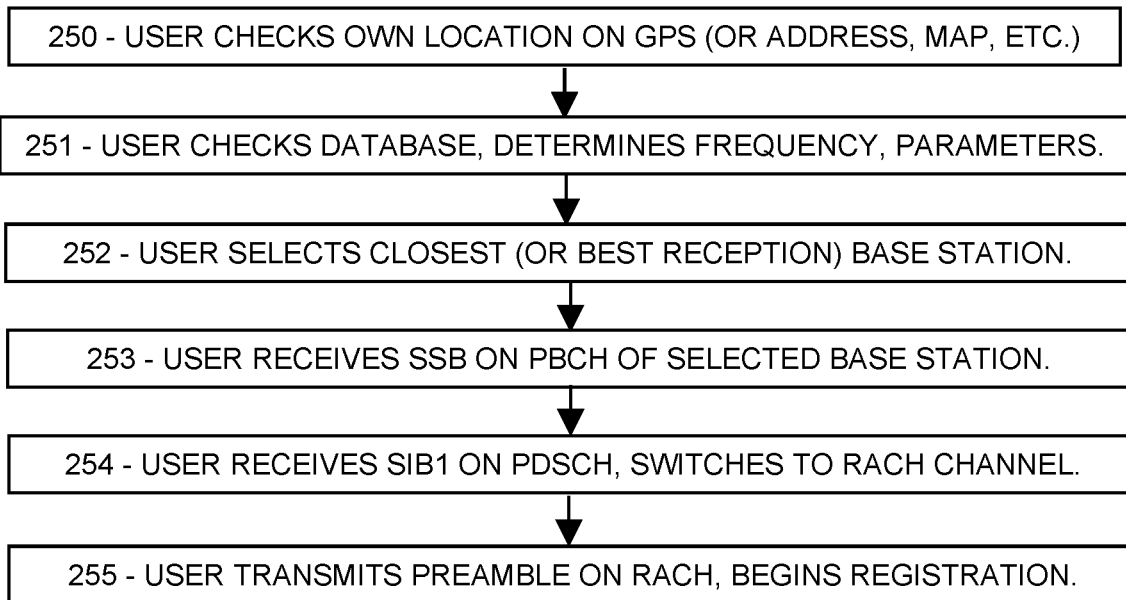 250 - USER CHECKS OWN LOCATION ON GPS (OR ADDRESS, MAP, ETC.)
251 - USER CHECKS DATABASE, DETERMINES FREQUENCY, PARAMETERS.
252 - USER SELECTS CLOSEST (OR BEST RECEPTION) BASE STATION.
253 - USER RECEIVES SSB ON PBCH OF SELECTED BASE STATION.
254 - USER RECEIVES SIB1 ON PDSCH, SWITCHES TO RACH CHANNEL.
255 - USER TRANSMITS PREAMBLE ON RACH, BEGINS REGISTRATION.